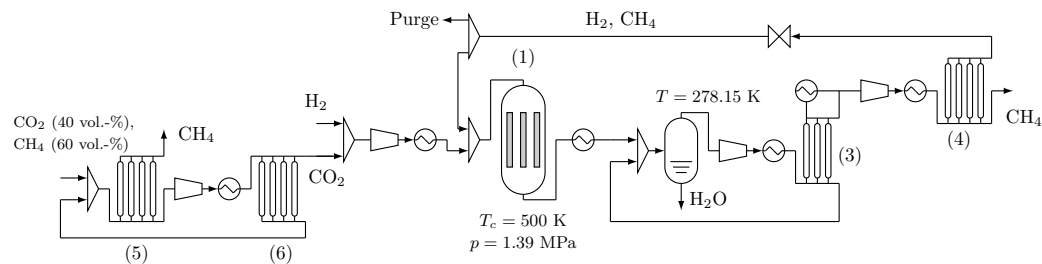 Purge
H₂, CH₄
(1)
T = 278.15 K
H₂
CO₂ (40 vol.-%),
CH₄ (60 vol.-%)
CH₄
CH₄
(4)
(3)
CO₂
H₂O
T_c = 500 K
p = 1.39 MPa
(5)
(6)